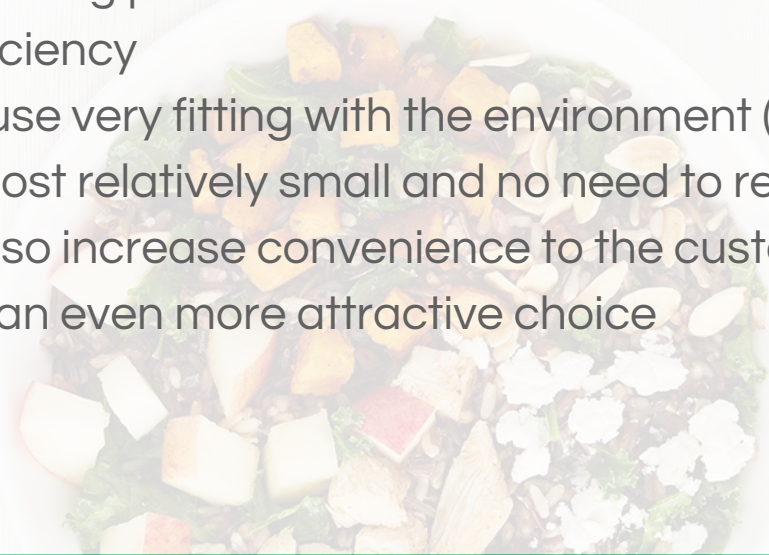 ciency
use very fitting with the environment (
ost relatively small and no need to re
so increase convenience to the custo
an even more attractive choice